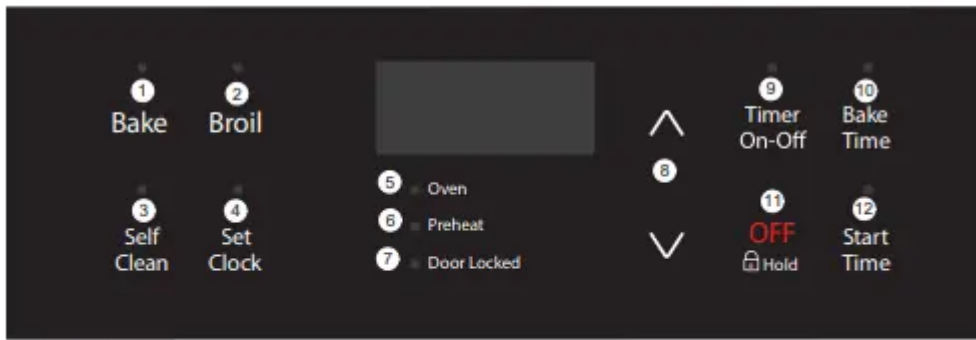 1
Bake
2
Broil
3
Self
Clean
4
Set
Clock
5 Oven
6 Preheat
7 Door Locked
8
9
Timer
On-Off
10
Bake
Time
11
OFF
Hold
12
Start
Time